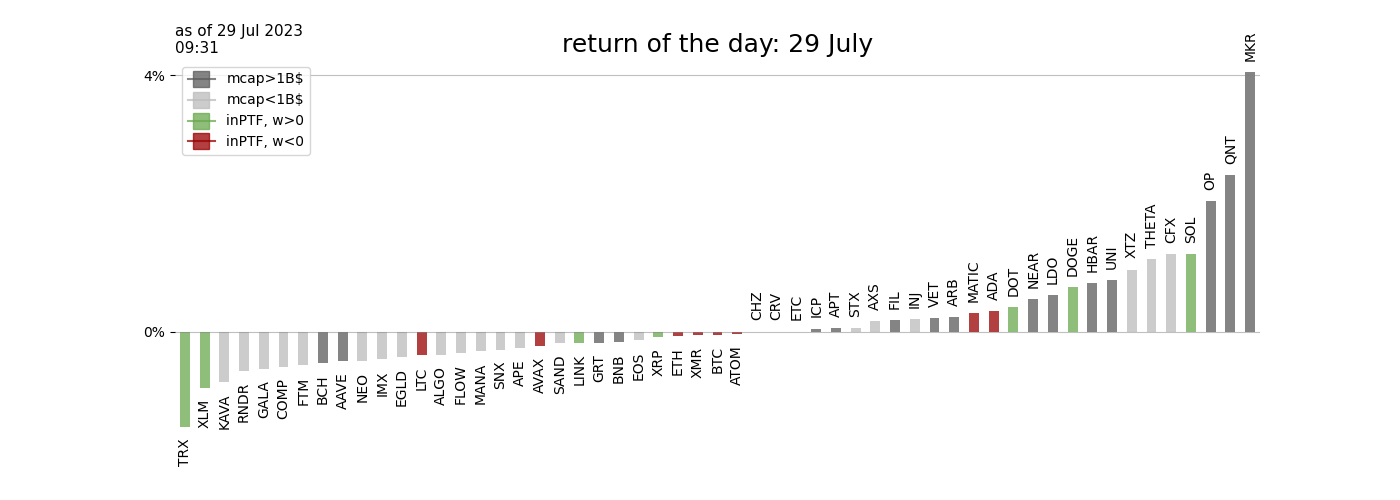 as of 29 Jul 2023
09:31
return of the day: 29 July
4%
0%
mcap>1B$
mcap<1B$
inPTF, w>0
inPTF, w<0
TRX
XLM
KAVA
RNDR
GALA
COMP
FTM
BCH
AAVE
NEO
IMX
EGLD
LTC
ALGO
FLOW
MANA
SNX
APE
AVAX
SAND
LINK
GRT
BNB
EOS
XRP
ETH
XMR
BTC
ATOM
CHZ
CRV
ETC
ICP
APT
STX
AXS
FIL
INJ
VET
ARB
MATIC
ADA
DOT
NEAR
LDO
DOGE
HBAR
UNI
XTZ
THETA
CFX
SOL
OP
QNT
MKR